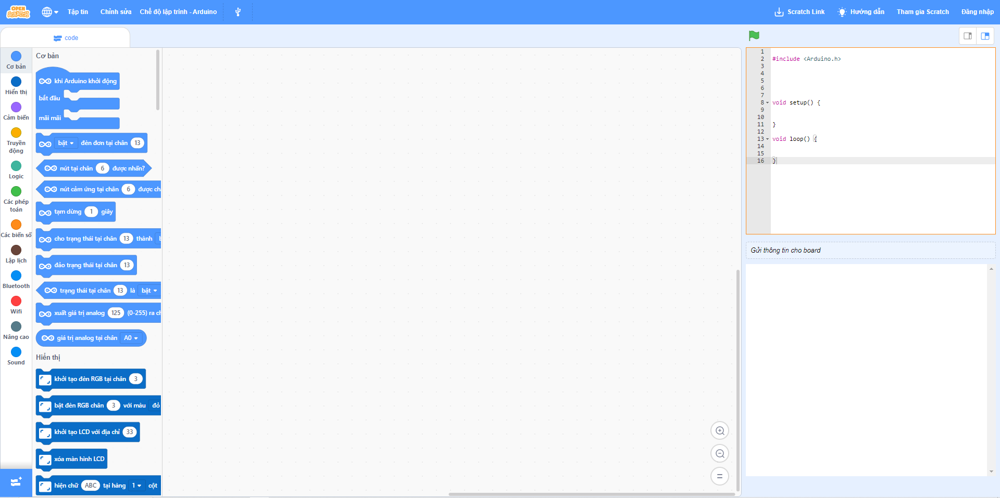 OPEN
SCRATCH
Tập tin
Chỉnh sửa
Chế độ lập trình - Arduino
Scratch Link
Hướng dẫn
Tham gia Scratch
Đăng nhập
code
Cơ bản
Hiển thị
Cảm biến
Truyền
động
Logic
Các phép
toán
Các biến số
Lập lịch
Bluetooth
Wifi
Nâng cao
Sound
Cơ bản
khi Arduino khởi động
bắt đầu
mãi mãi
bật đèn đơn tại chân 13
nút tại chân 6 được nhấn?
nút cảm ứng tại chân 6 được
tạm dừng 1 giây
cho trạng thái tại chân 13 thành
đảo trạng thái tại chân 13
trạng thái tại chân 13 là bật
xuất giá trị analog 125 (0-255) ra
giá trị analog tại chân A0
Hiển thị
khởi tạo đèn RGB tại chân 3
bật đèn RGB chân 3 với màu đỏ
khởi tạo LCD với địa chỉ 33
xóa màn hình LCD
hiện chữ ABC tại hàng 1 cột
1
2 #include <Arduino.h>
3
4
5
6
7
8 void setup() {
9
10
11 }
12
13 void loop() {
14
15
16 }
Gửi thông tin cho board